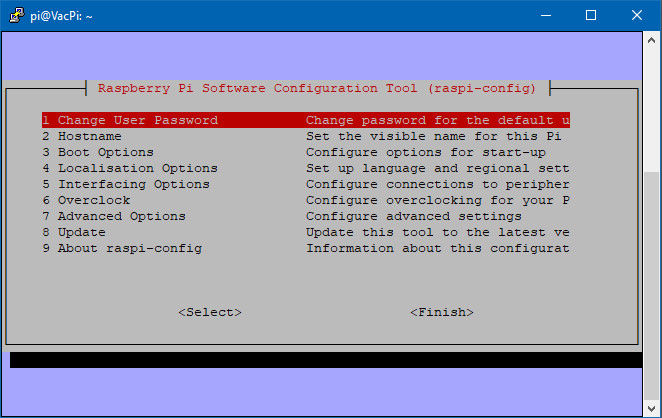 pi@VacPi: ~
Raspberry Pi Software Configuration Tool (raspi-config)
1 Change User Password Change password for the default u
2 Hostname Set the visible name for this Pi
3 Boot Options Configure options for start-up
4 Localisation Options Set up language and regional sett
5 Interfacing Options Configure connections to peripher
6 Overclock Configure overclocking for your P
7 Advanced Options Configure advanced settings
8 Update Update this tool to the latest ve
9 About raspi-config Information about this configurat
<Select> <Finish>